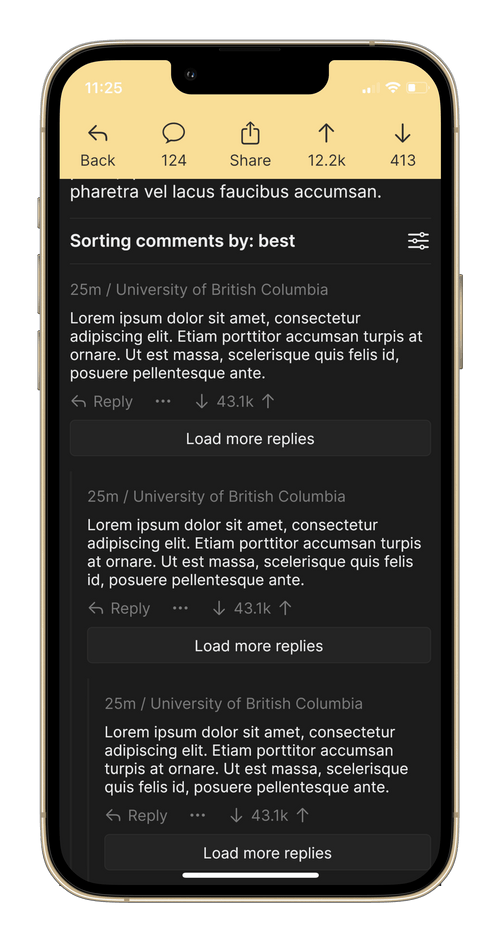 11:25
Back 124 Share 12.2k 413
pharetra vel lacus faucibus accumsan.
Sorting comments by: best
25m / University of British Columbia
Lorem ipsum dolor sit amet, consectetur
adipiscing elit. Etiam porttitor accumsan turpis at
ornare. Ut est massa, scelerisque quis felis id,
posuere pellentesque ante.
Reply ··· 43.1k
Load more replies
25m / University of British Columbia
Lorem ipsum dolor sit amet, consectetur
adipiscing elit. Etiam porttitor accumsan turpis
at ornare. Ut est massa, scelerisque quis felis
id, posuere pellentesque ante.
Reply ··· 43.1k
Load more replies
25m / University of British Columbia
Lorem ipsum dolor sit amet, consectetur
adipiscing elit. Etiam porttitor accumsan
turpis at ornare. Ut est massa, scelerisque
quis felis id, posuere pellentesque ante.
Reply ··· 43.1k
Load more replies